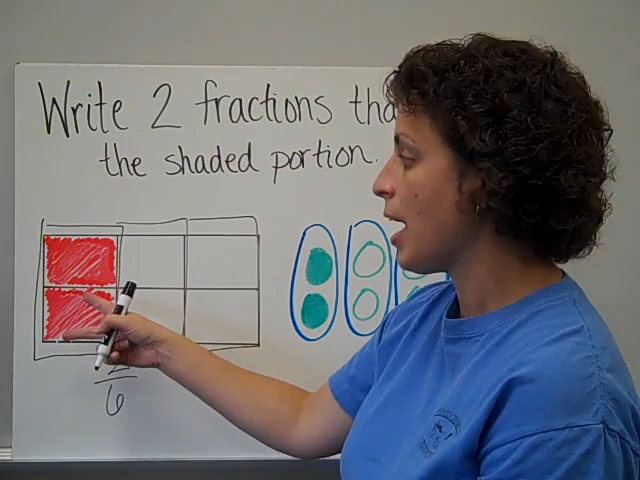 Write 2 fractions tha
the shaded portion.
2
6